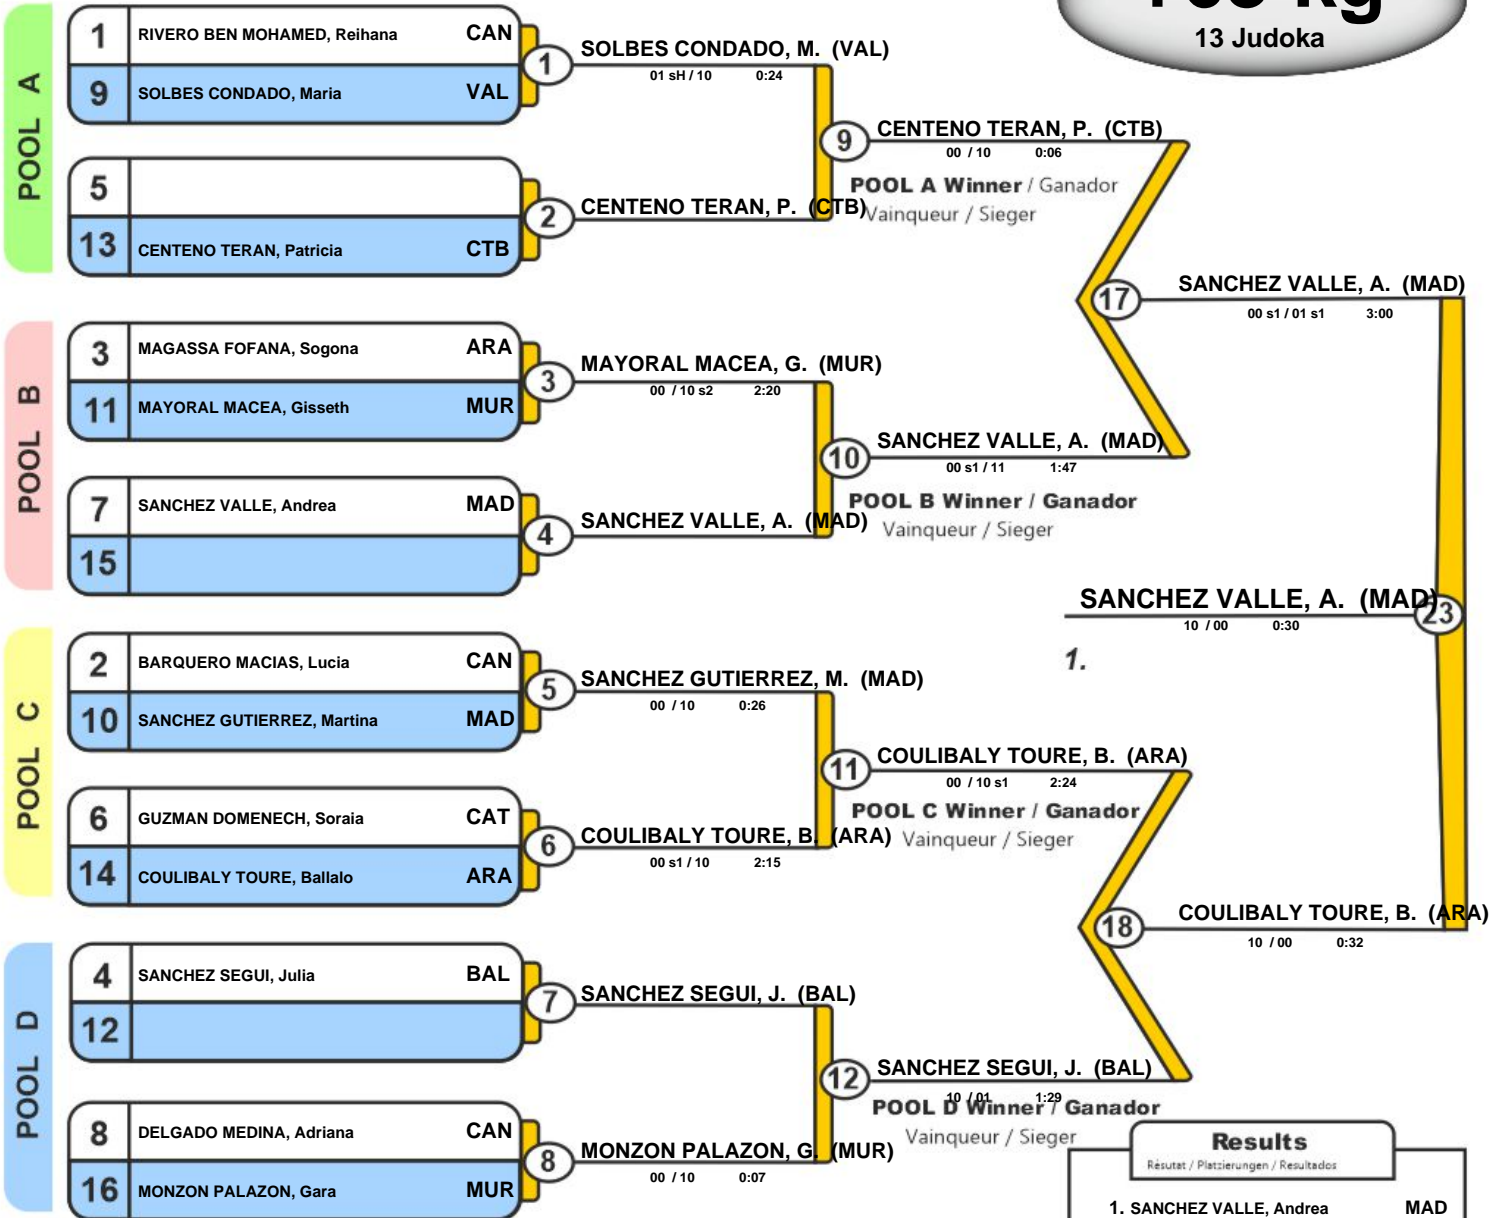 13 Judoka
POOL A
1 RIVERO BEN MOHAMED, Reihana CAN
9 SOLBES CONDADO, Maria VAL
1 SOLBES CONDADO, M. (VAL)
01 sH / 10 0:24
5
13 CENTENO TERAN, Patricia CTB
2 CENTENO TERAN, P. (CTB)
9 CENTENO TERAN, P. (CTB)
00 / 10 0:06
POOL A Winner / Ganador
Vainqueur / Sieger
POOL B
3 MAGASSA FOFANA, Sogona ARA
11 MAYORAL MACEA, Gisseth MUR
3 MAYORAL MACEA, G. (MUR)
00 / 10 s2 2:20
7 SANCHEZ VALLE, Andrea MAD
15
4 SANCHEZ VALLE, A. (MAD)
10 SANCHEZ VALLE, A. (MAD)
00 s1 / 11 1:47
POOL B Winner / Ganador
Vainqueur / Sieger
17 SANCHEZ VALLE, A. (MAD)
00 s1 / 01 s1 3:00
SANCHEZ VALLE, A. (MAD) 23
10 / 00 0:30
1.
POOL C
2 BARQUERO MACIAS, Lucia CAN
10 SANCHEZ GUTIERREZ, Martina MAD
5 SANCHEZ GUTIERREZ, M. (MAD)
00 / 10 0:26
6 GUZMAN DOMENECH, Soraia CAT
14 COULIBALY TOURE, Ballalo ARA
6 COULIBALY TOURE, B. (ARA)
00 s1 / 10 2:15
11 COULIBALY TOURE, B. (ARA)
00 / 10 s1 2:24
POOL C Winner / Ganador
Vainqueur / Sieger
18 COULIBALY TOURE, B. (ARA)
10 / 00 0:32
POOL D
4 SANCHEZ SEGUI, Julia BAL
12
7 SANCHEZ SEGUI, J. (BAL)
8 DELGADO MEDINA, Adriana CAN
16 MONZON PALAZON, Gara MUR
8 MONZON PALAZON, G. (MUR)
00 / 10 0:07
12 SANCHEZ SEGUI, J. (BAL)
10 / 01 1:29
POOL D Winner / Ganador
Vainqueur / Sieger
Results
Résutat / Platzierungen / Resultados
1. SANCHEZ VALLE, Andrea MAD